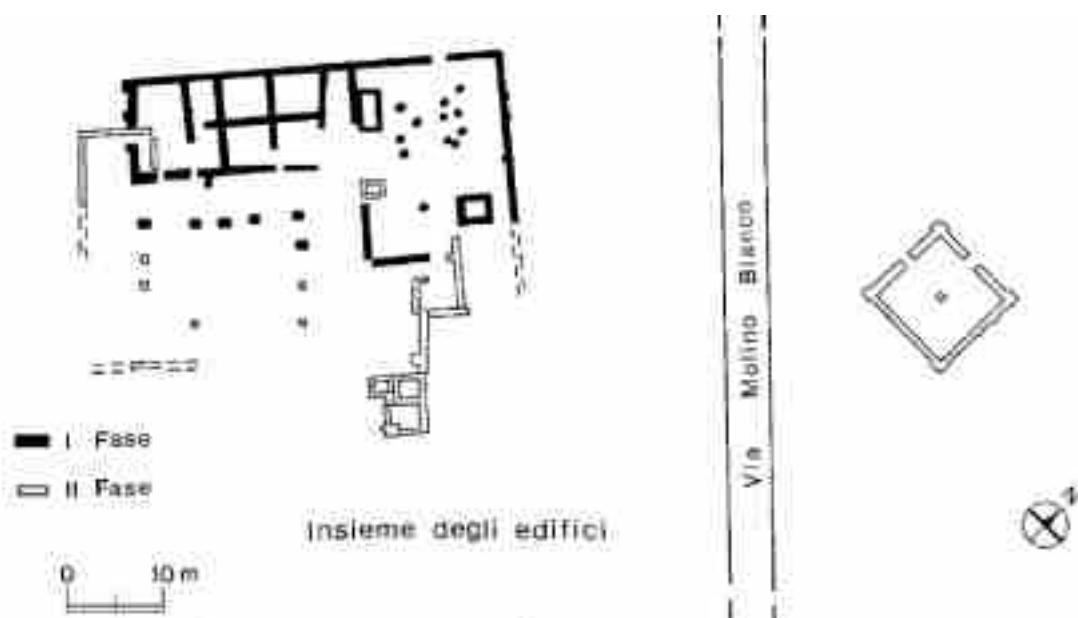 Via Molino Bianco
I Fase
II Fase
Insieme degli edifici
0 10 m
N